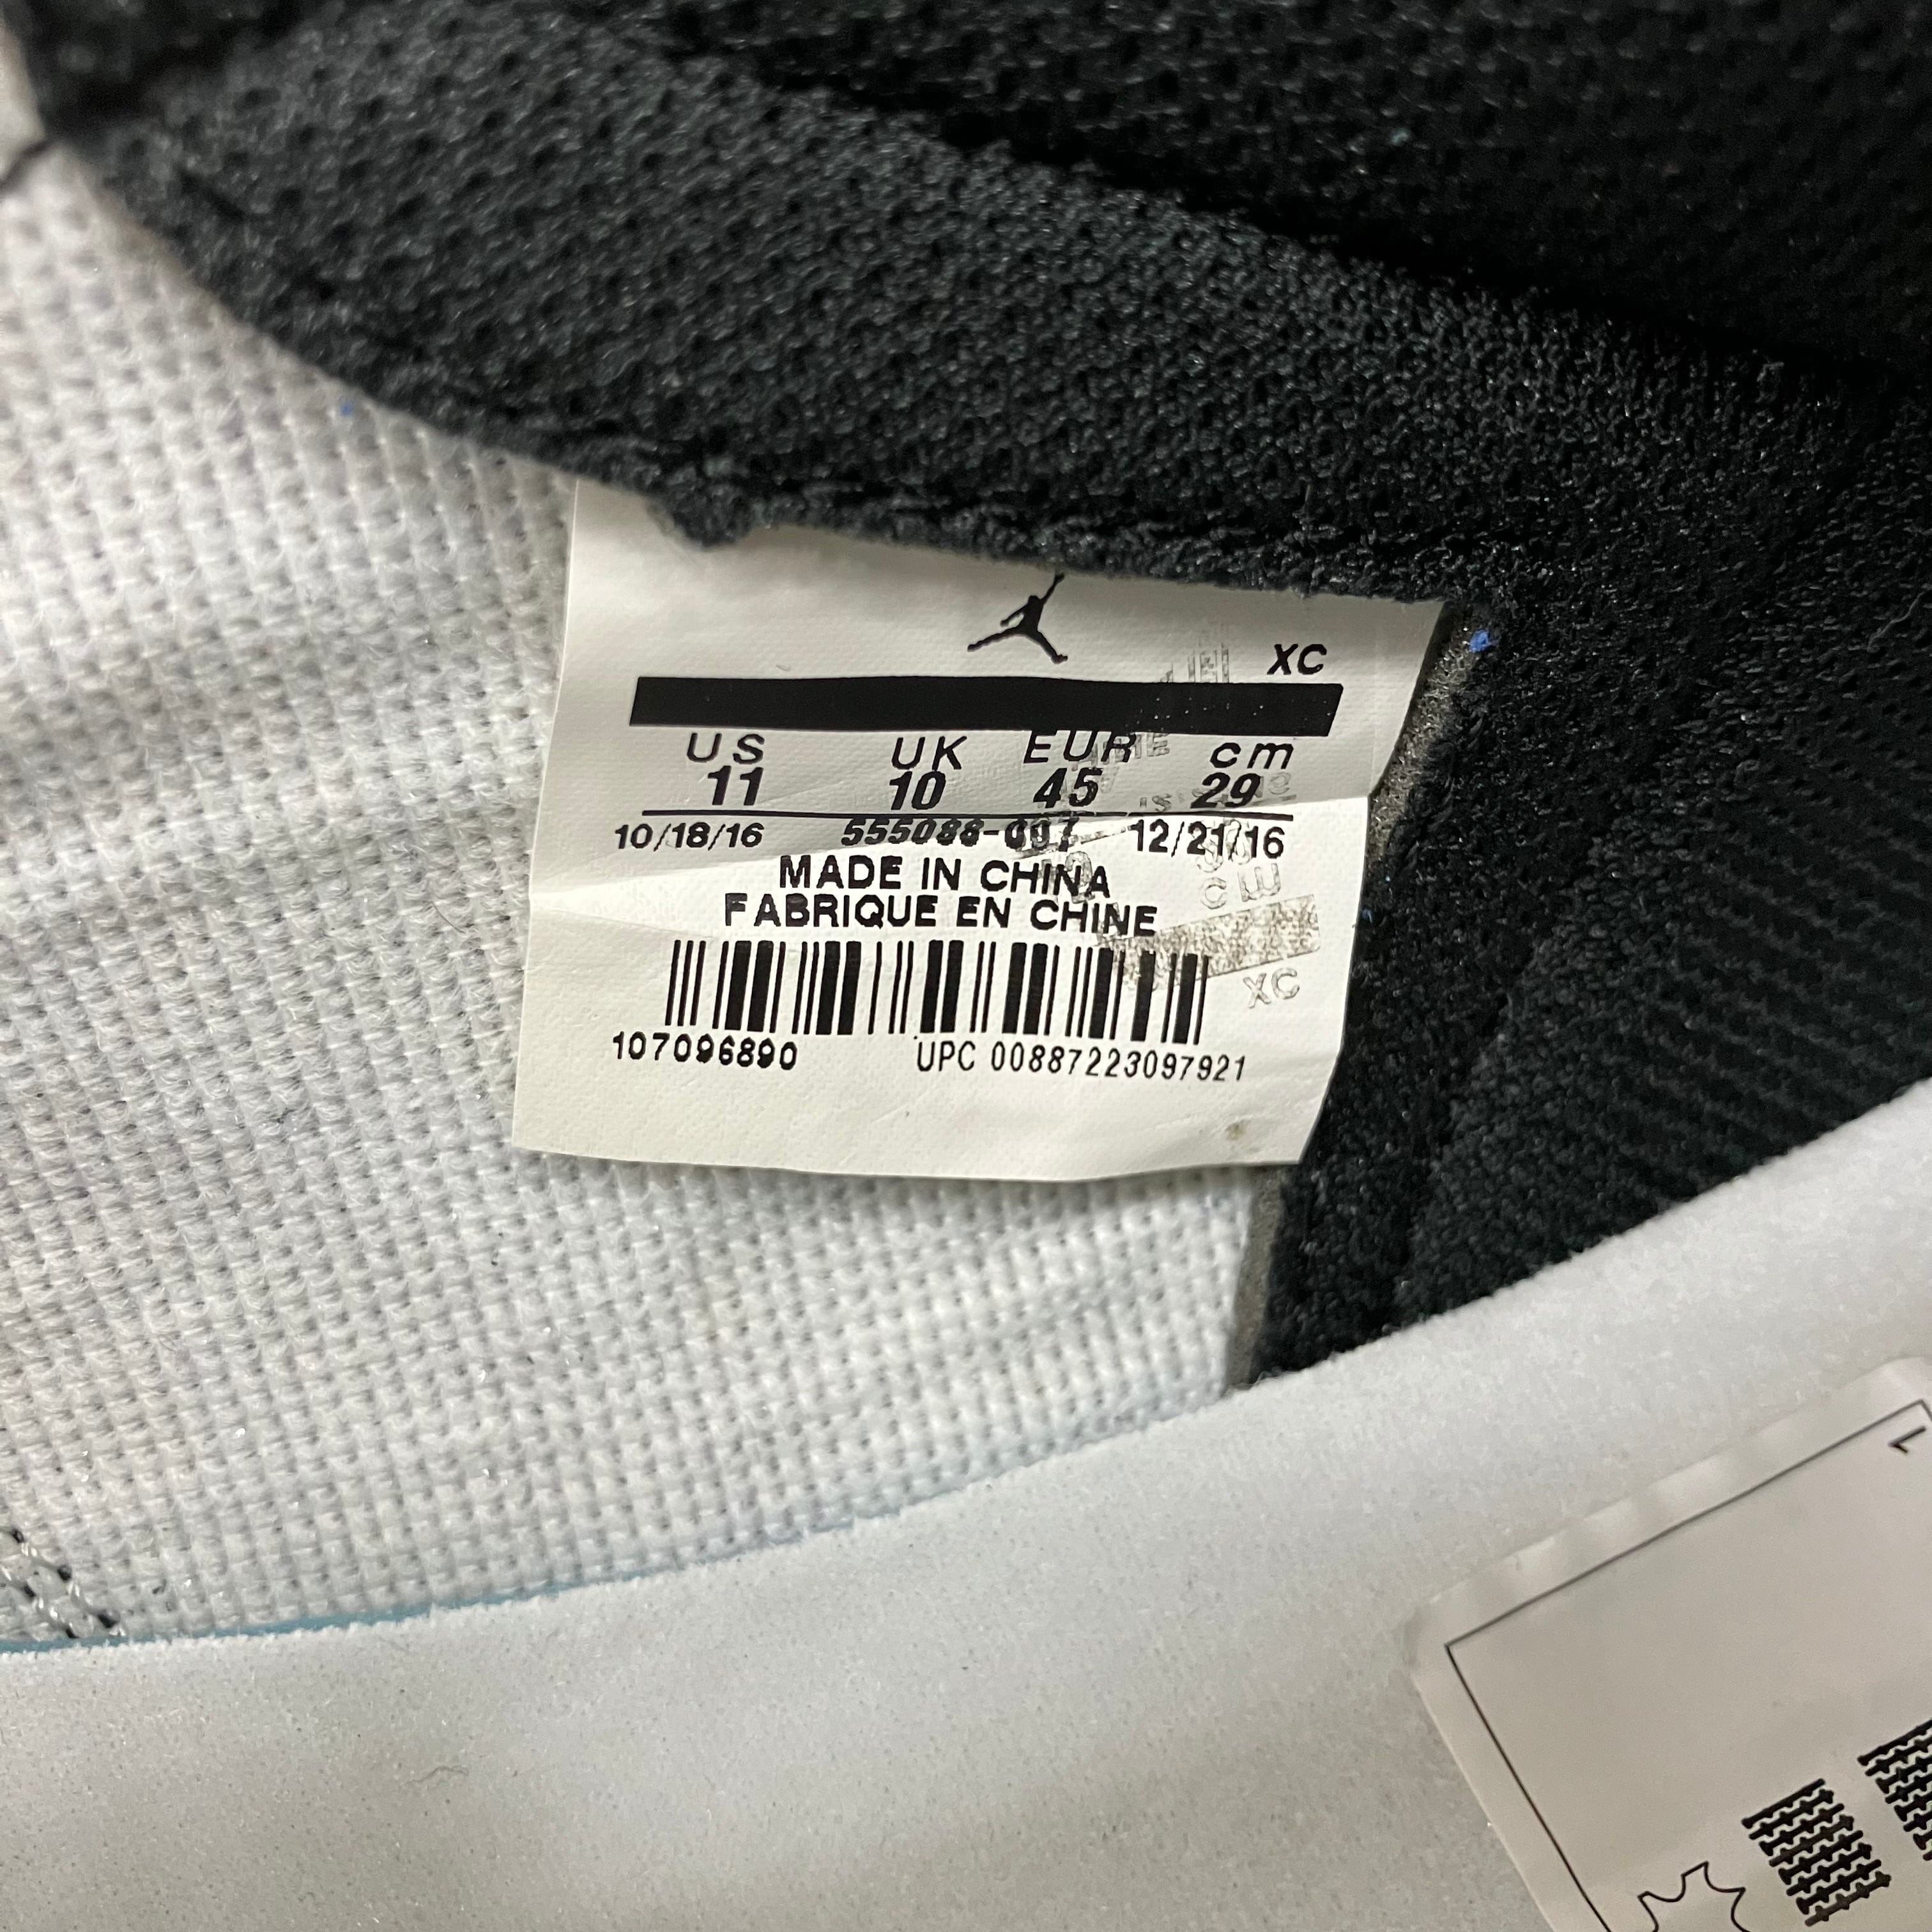 XC
US UK EUR cm
11 10 45 29
10/18/16 555088-007 12/21/16
MADE IN CHINA
FABRIQUE EN CHINE
107096890 UPC 00887223097921
XC
1